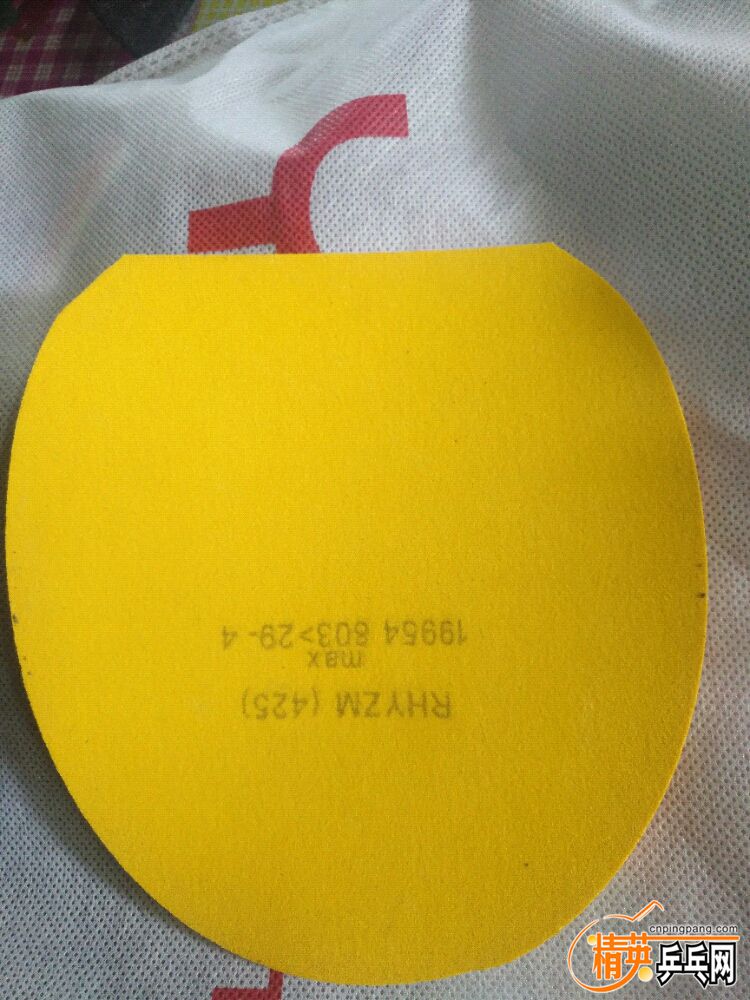 RHYZM (425)
max
19954 803>29- 4
cnpingpang.com
精英乒乓网